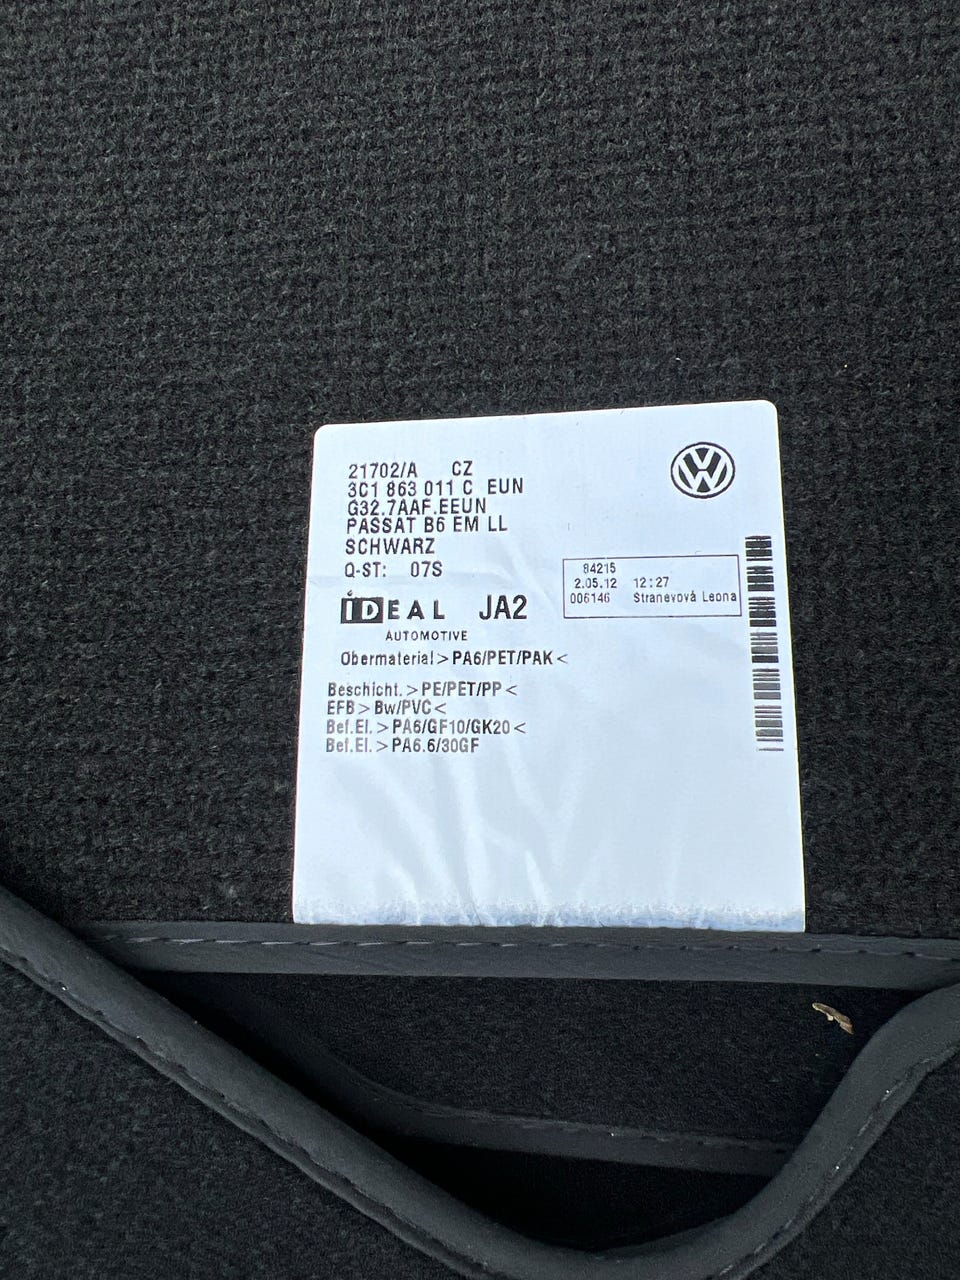 21702/A CZ
3C1 863 011 C EUN
G32.7AAF.EEUN
PASSAT B6 EM LL
SCHWARZ
Q-ST: 07S
84215
2.05.12 12:27
006146 Stranevová Leona
IDEAL JA2
AUTOMOTIVE
Obermaterial>PA6/PET/PAK<
Beschicht.>PE/PET/PP<
EFB>Bw/PVC<
Bef.El.>PA6/GF10/GK20<
Bef.El.>PA6.6/30GF